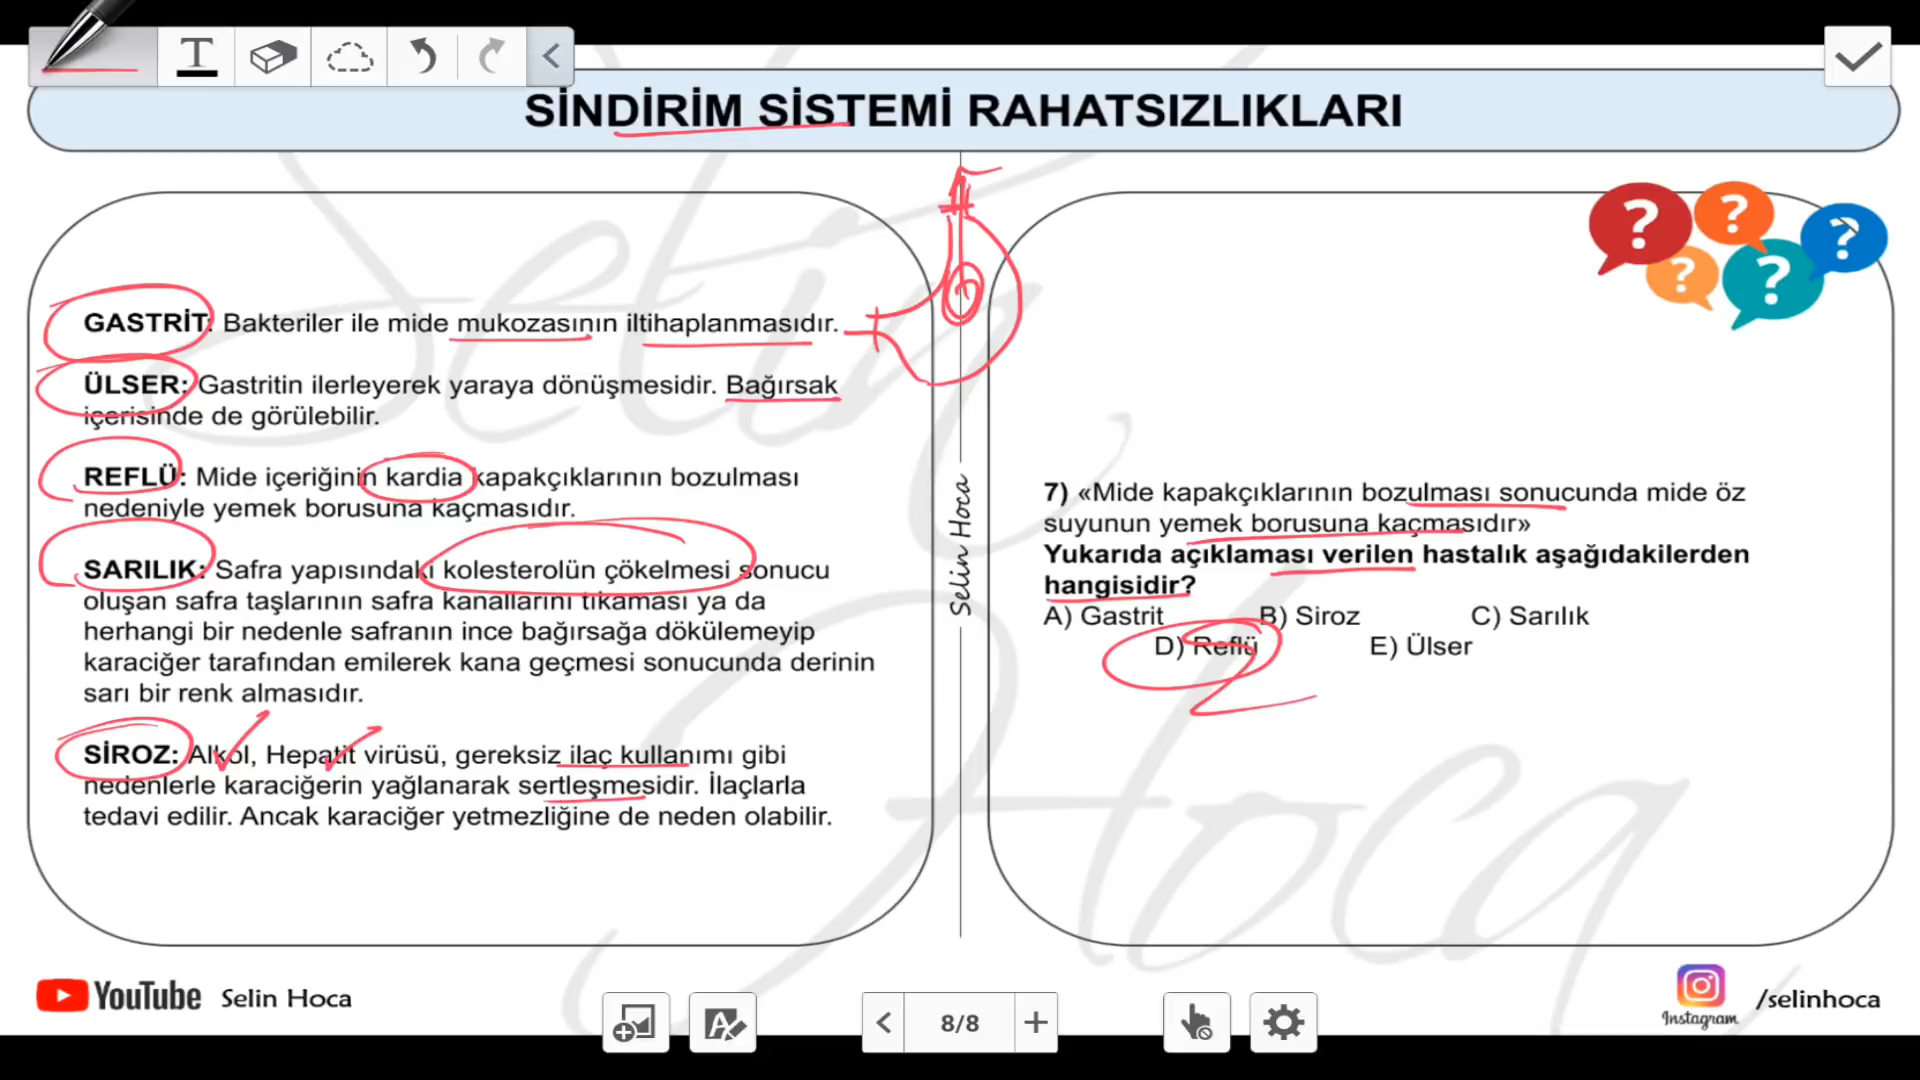 SİNDİRİM SİSTEMİ RAHATSIZLIKLARI
GASTRİT: Bakteriler ile mide mukozasının iltihaplanmasıdır.
ÜLSER: Gastritin ilerleyerek yaraya dönüşmesidir. Bağırsak
içerisinde de görülebilir.
REFLÜ: Mide içeriğinin kardia kapakçıklarının bozulması
nedeniyle yemek borusuna kaçmasıdır.
SARILIK: Safra yapısındaki kolesterolün çökelmesi sonucu
oluşan safra taşlarının safra kanallarını tıkaması ya da
herhangi bir nedenle safranın ince bağırsağa dökülemeyip
karaciğer tarafından emilerek kana geçmesi sonucunda derinin
sarı bir renk almasıdır.
SİROZ: Alkol, Hepatit virüsü, gereksiz ilaç kullanımı gibi
nedenlerle karaciğerin yağlanarak sertleşmesidir. İlaçlarla
tedavi edilir. Ancak karaciğer yetmezliğine de neden olabilir.
Selin Hoca
7) «Mide kapakçıklarının bozulması sonucunda mide öz
suyunun yemek borusuna kaçmasıdır»
Yukarıda açıklaması verilen hastalık aşağıdakilerden
hangisidir?
A) Gastrit B) Siroz C) Sarılık
D) Reflü E) Ülser
YouTube Selin Hoca
8/8
Instagram /selinhoca
Selin Hoca